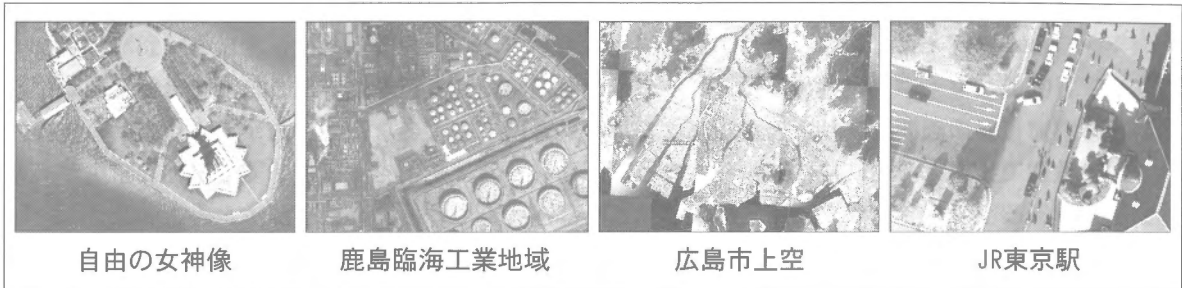 自由の女神像
鹿島臨海工業地域
広島市上空
JR東京駅